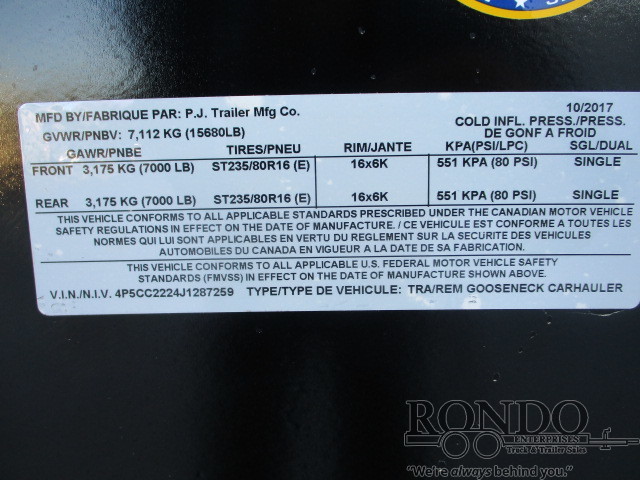 MFD BY/FABRIQUE PAR: P.J. Trailer Mfg Co. 10/2017
GVWR/PNBV: 7,112 KG (15680LB) COLD INFL. PRESS./PRESS.
DE GONF A FROID
GAWR/PNBE TIRES/PNEU RIM/JANTE KPA(PSI/LPC) SGL/DUAL
FRONT 3,175 KG (7000 LB) ST235/80R16 (E) 16x6K 551 KPA (80 PSI) SINGLE
REAR 3,175 KG (7000 LB) ST235/80R16 (E) 16x6K 551 KPA (80 PSI) SINGLE
THIS VEHICLE CONFORMS TO ALL APPLICABLE STANDARDS PRESCRIBED UNDER THE CANADIAN MOTOR VEHICLE
SAFETY REGULATIONS IN EFFECT ON THE DATE OF MANUFACTURE. / CE VEHICULE EST CONFORME A TOUTES LES
NORMES QUI LUI SONT APPLICABLES EN VERTU DU REGLEMENT SUR LA SECURITE DES VEHICULES
AUTOMOBILES DU CANADA EN VIGUEUR A LA DATE DE SA FABRICATION.
THIS VEHICLE CONFORMS TO ALL APPLICABLE U.S. FEDERAL MOTOR VEHICLE SAFETY
STANDARDS (FMVSS) IN EFFECT ON THE DATE OF MANUFACTURE SHOWN ABOVE.
V.I.N./N.I.V. 4P5CC2224J1287259 TYPE/TYPE DE VEHICULE: TRA/REM GOOSENECK CARHAULER
RONDO
ENTERPRISES
Truck & Trailer Sales
"We're always behind you."